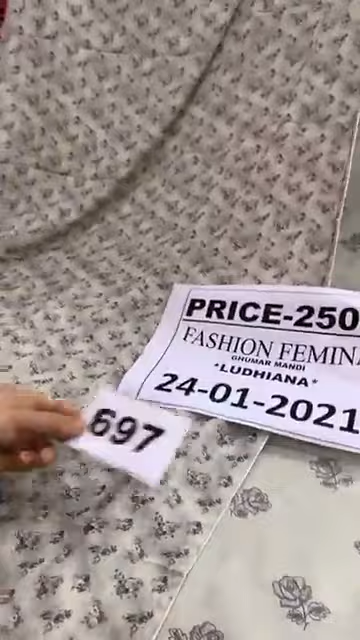 PRICE-250
FASHION FEMIN
GHUMAR MANDI
*LUDHIANA*
24-01-2021
697